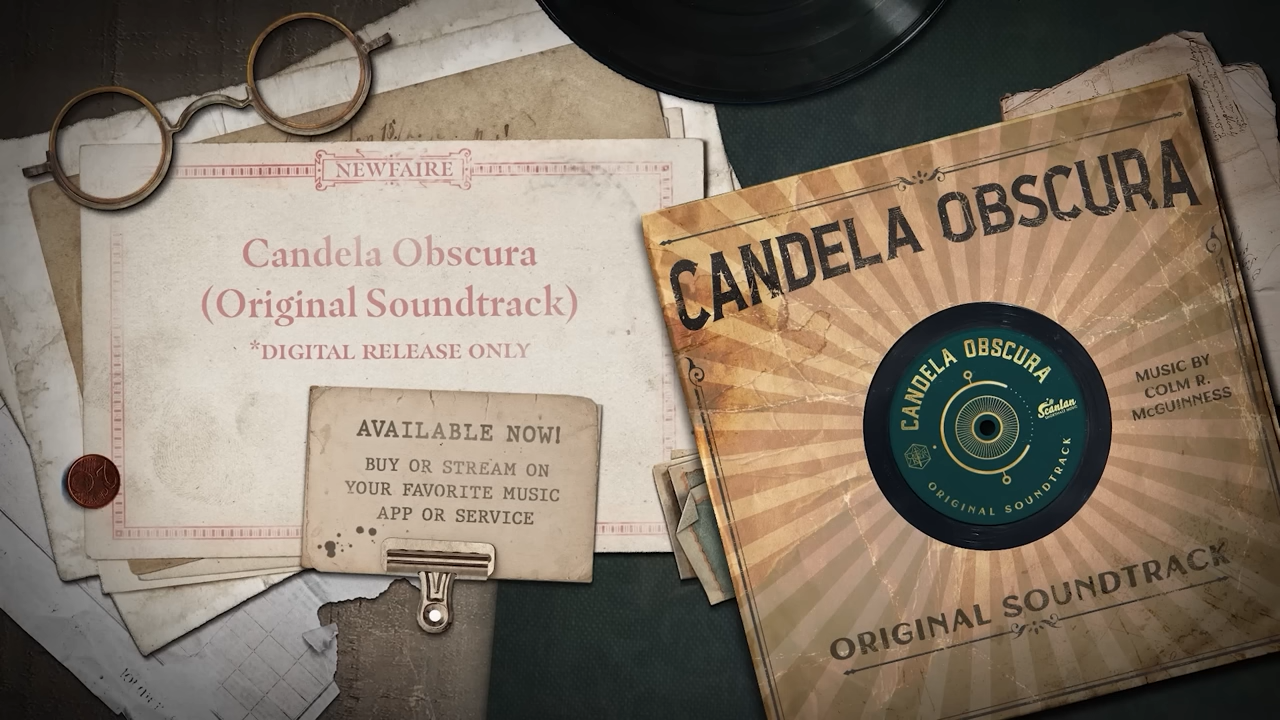 NEWFAIRE
Candela Obscura
(Original Soundtrack)
*DIGITAL RELEASE ONLY
AVAILABLE NOW!
BUY OR STREAM ON
YOUR FAVORITE MUSIC
APP OR SERVICE
CANDELA OBSCURA
CANDELA OBSCURA
Scanlan
ORIGINAL SOUNDTRACK
MUSIC BY
COLM R.
McGUINNESS
ORIGINAL SOUNDTRACK